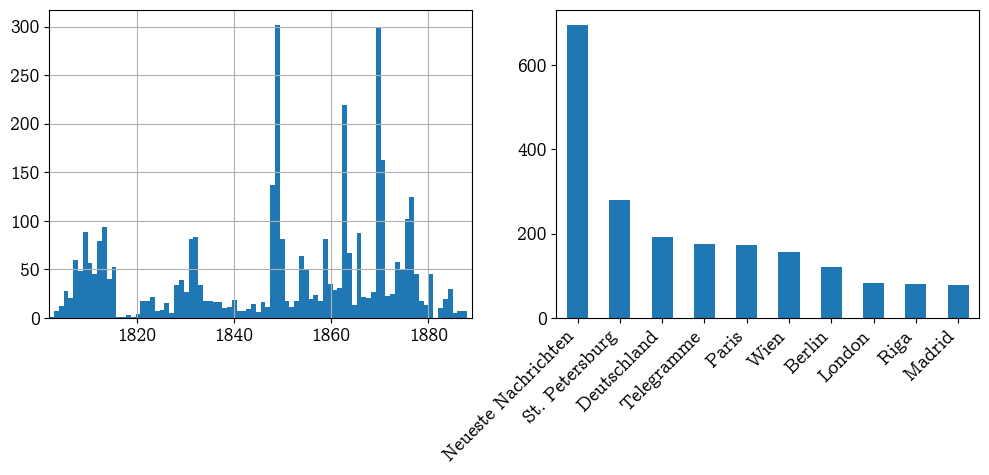 300
250
200
150
100
50
0
1820 1840 1860 1880
600
400
200
0
Neueste Nachrichten
St. Petersburg
Deutschland
Telegramme
Paris
Wien
Berlin
London
Riga
Madrid